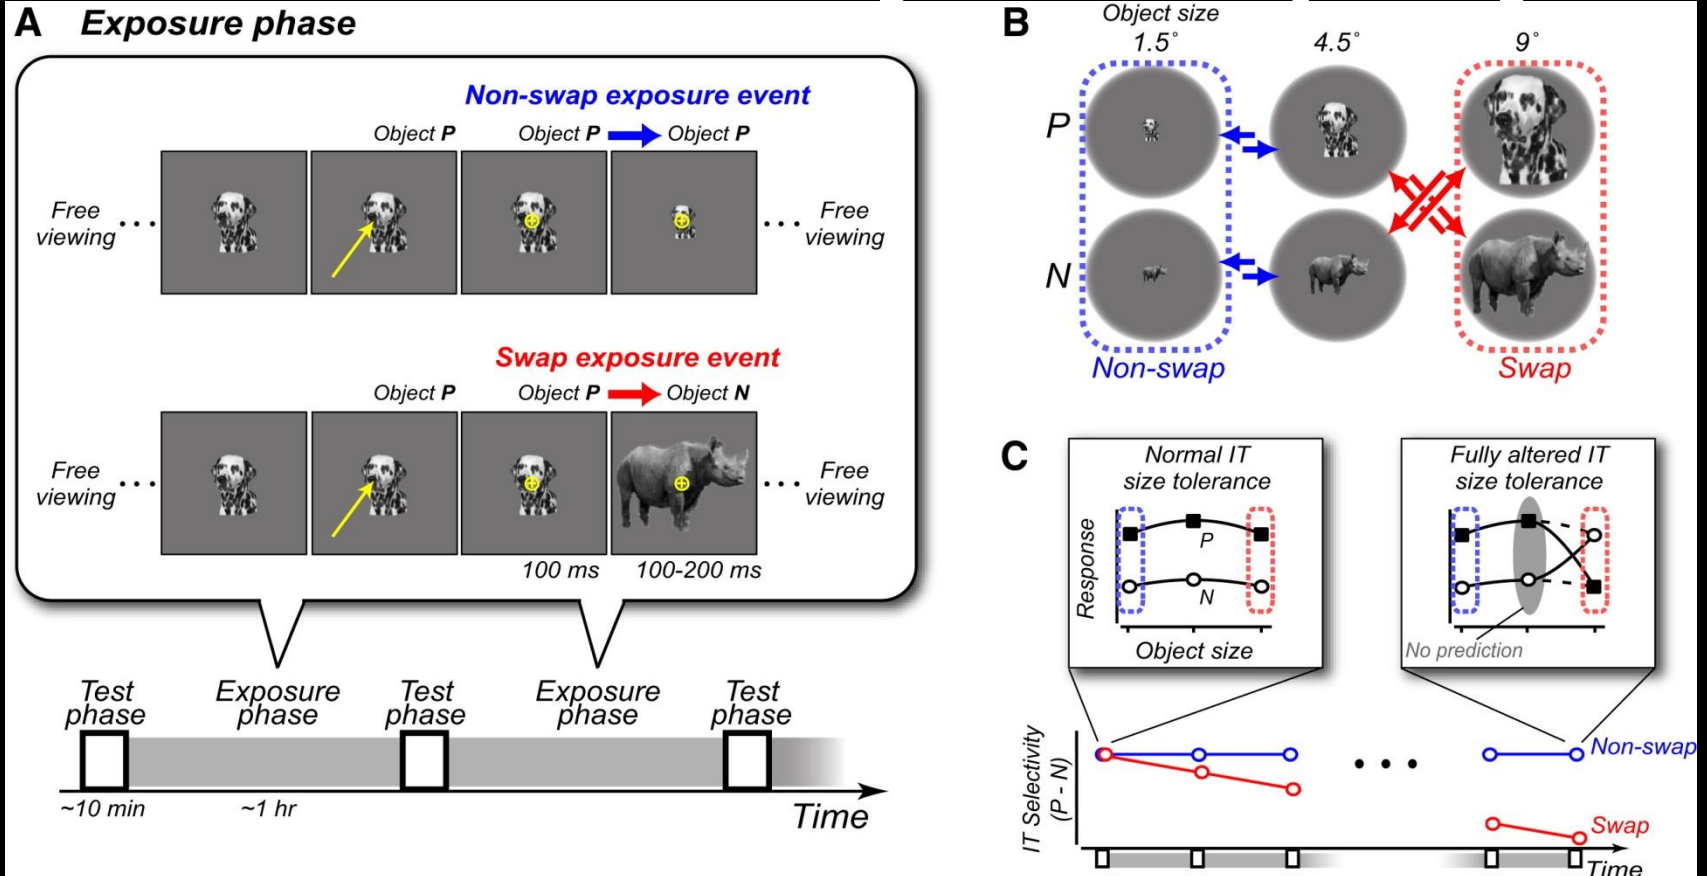 A Exposure phase
Non-swap exposure event
Object P
Object P
Object P
Free
viewing
Free
viewing
Swap exposure event
Object P
Object P
Object N
Free
viewing
Free
viewing
100 ms
100-200 ms
Test
phase
Exposure
phase
Test
phase
Exposure
phase
Test
phase
~10 min
~1 hr
Time
B
Object size
1.5°
4.5°
9°
P
N
Non-swap
Swap
C
Normal IT
size tolerance
Response
P
N
Object size
Fully altered IT
size tolerance
No prediction
IT Selectivity
(P - N)
Non-swap
Swap
Time